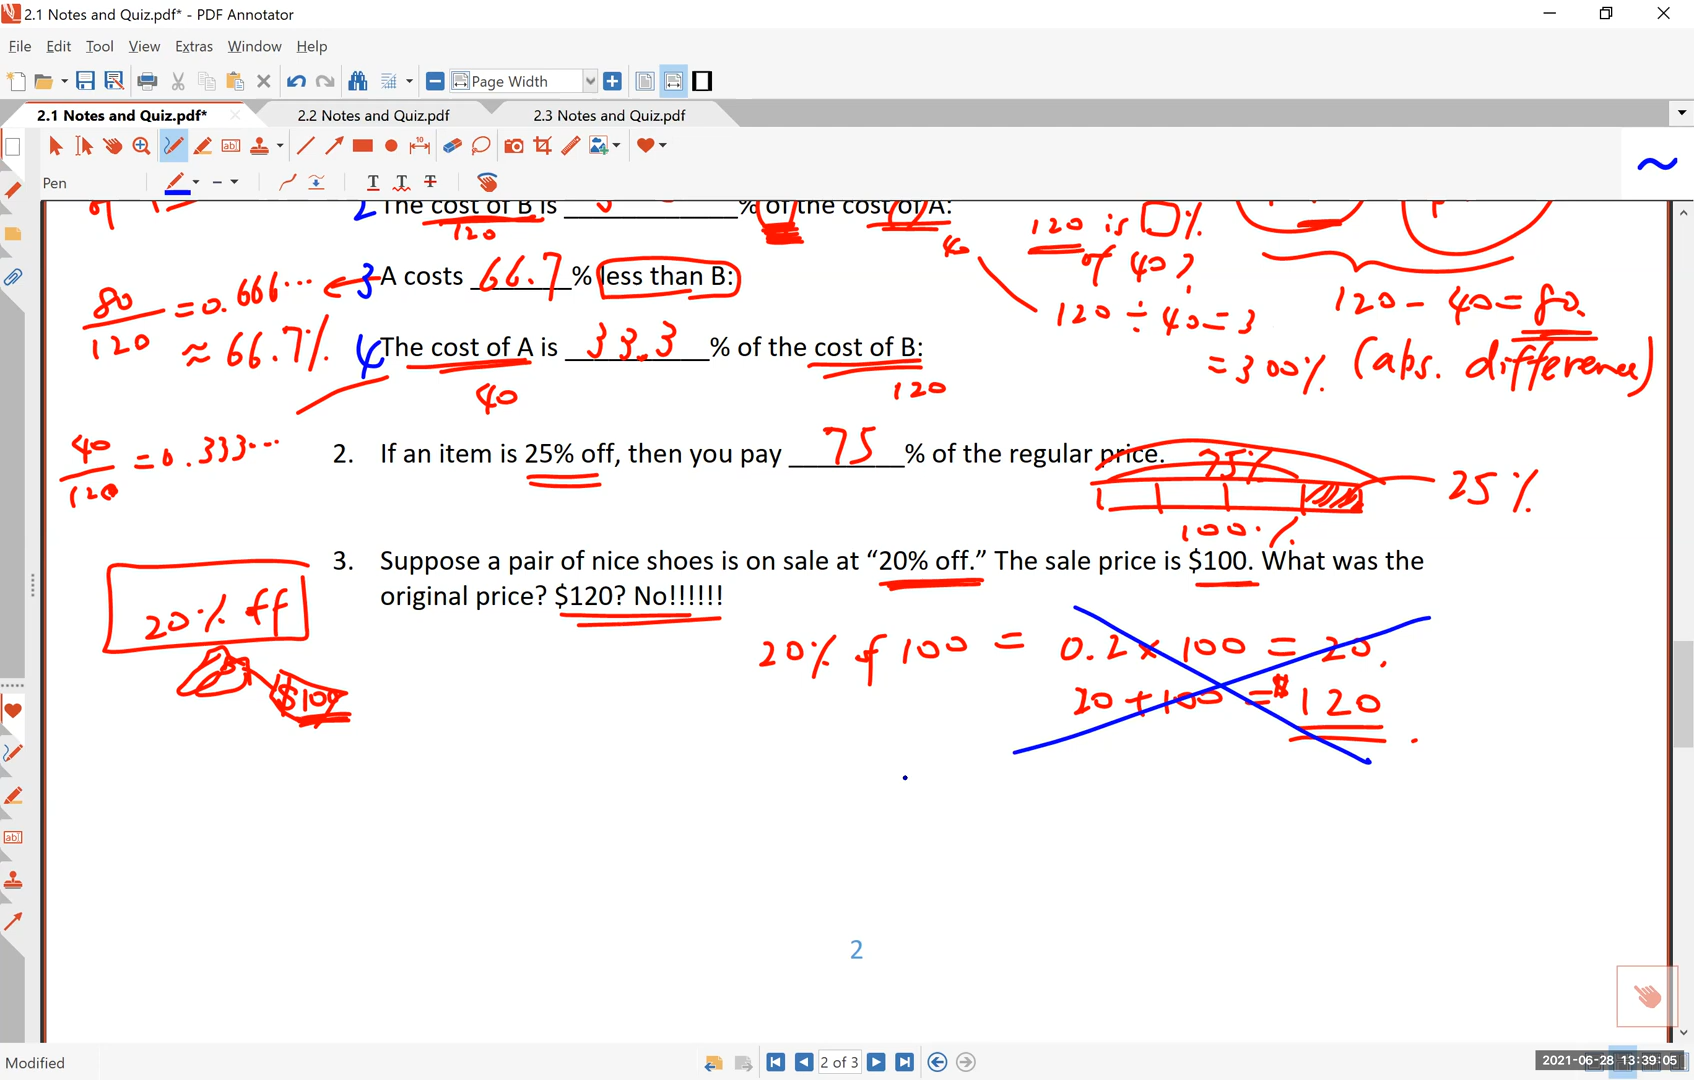 2.1 Notes and Quiz.pdf* - PDF Annotator
File Edit Tool View Extras Window Help
Page Width
2.1 Notes and Quiz.pdf* 2.2 Notes and Quiz.pdf 2.3 Notes and Quiz.pdf
Pen
2 The cost of B is ____________% of the cost of A:
120
40
120 is □%
of 40?
120 ÷ 40 = 3
= 300%
120 - 40 = 80.
(abs. difference)
3 A costs 66.7% less than B:
80/120 = 0.666...
≈ 66.7%
4 The cost of A is 33.3% of the cost of B:
40
120
40/120 = 0.333...
2. If an item is 25% off, then you pay 75% of the regular price.
75%
25%
100%
3. Suppose a pair of nice shoes is on sale at “20% off.” The sale price is $100. What was the
original price? $120? No!!!!!!
20% off
$100
20% of 100 = 0.2 × 100 = 20.
20 + 100 = $120.
2
Modified
2 of 3
2021-06-28 13:39:05